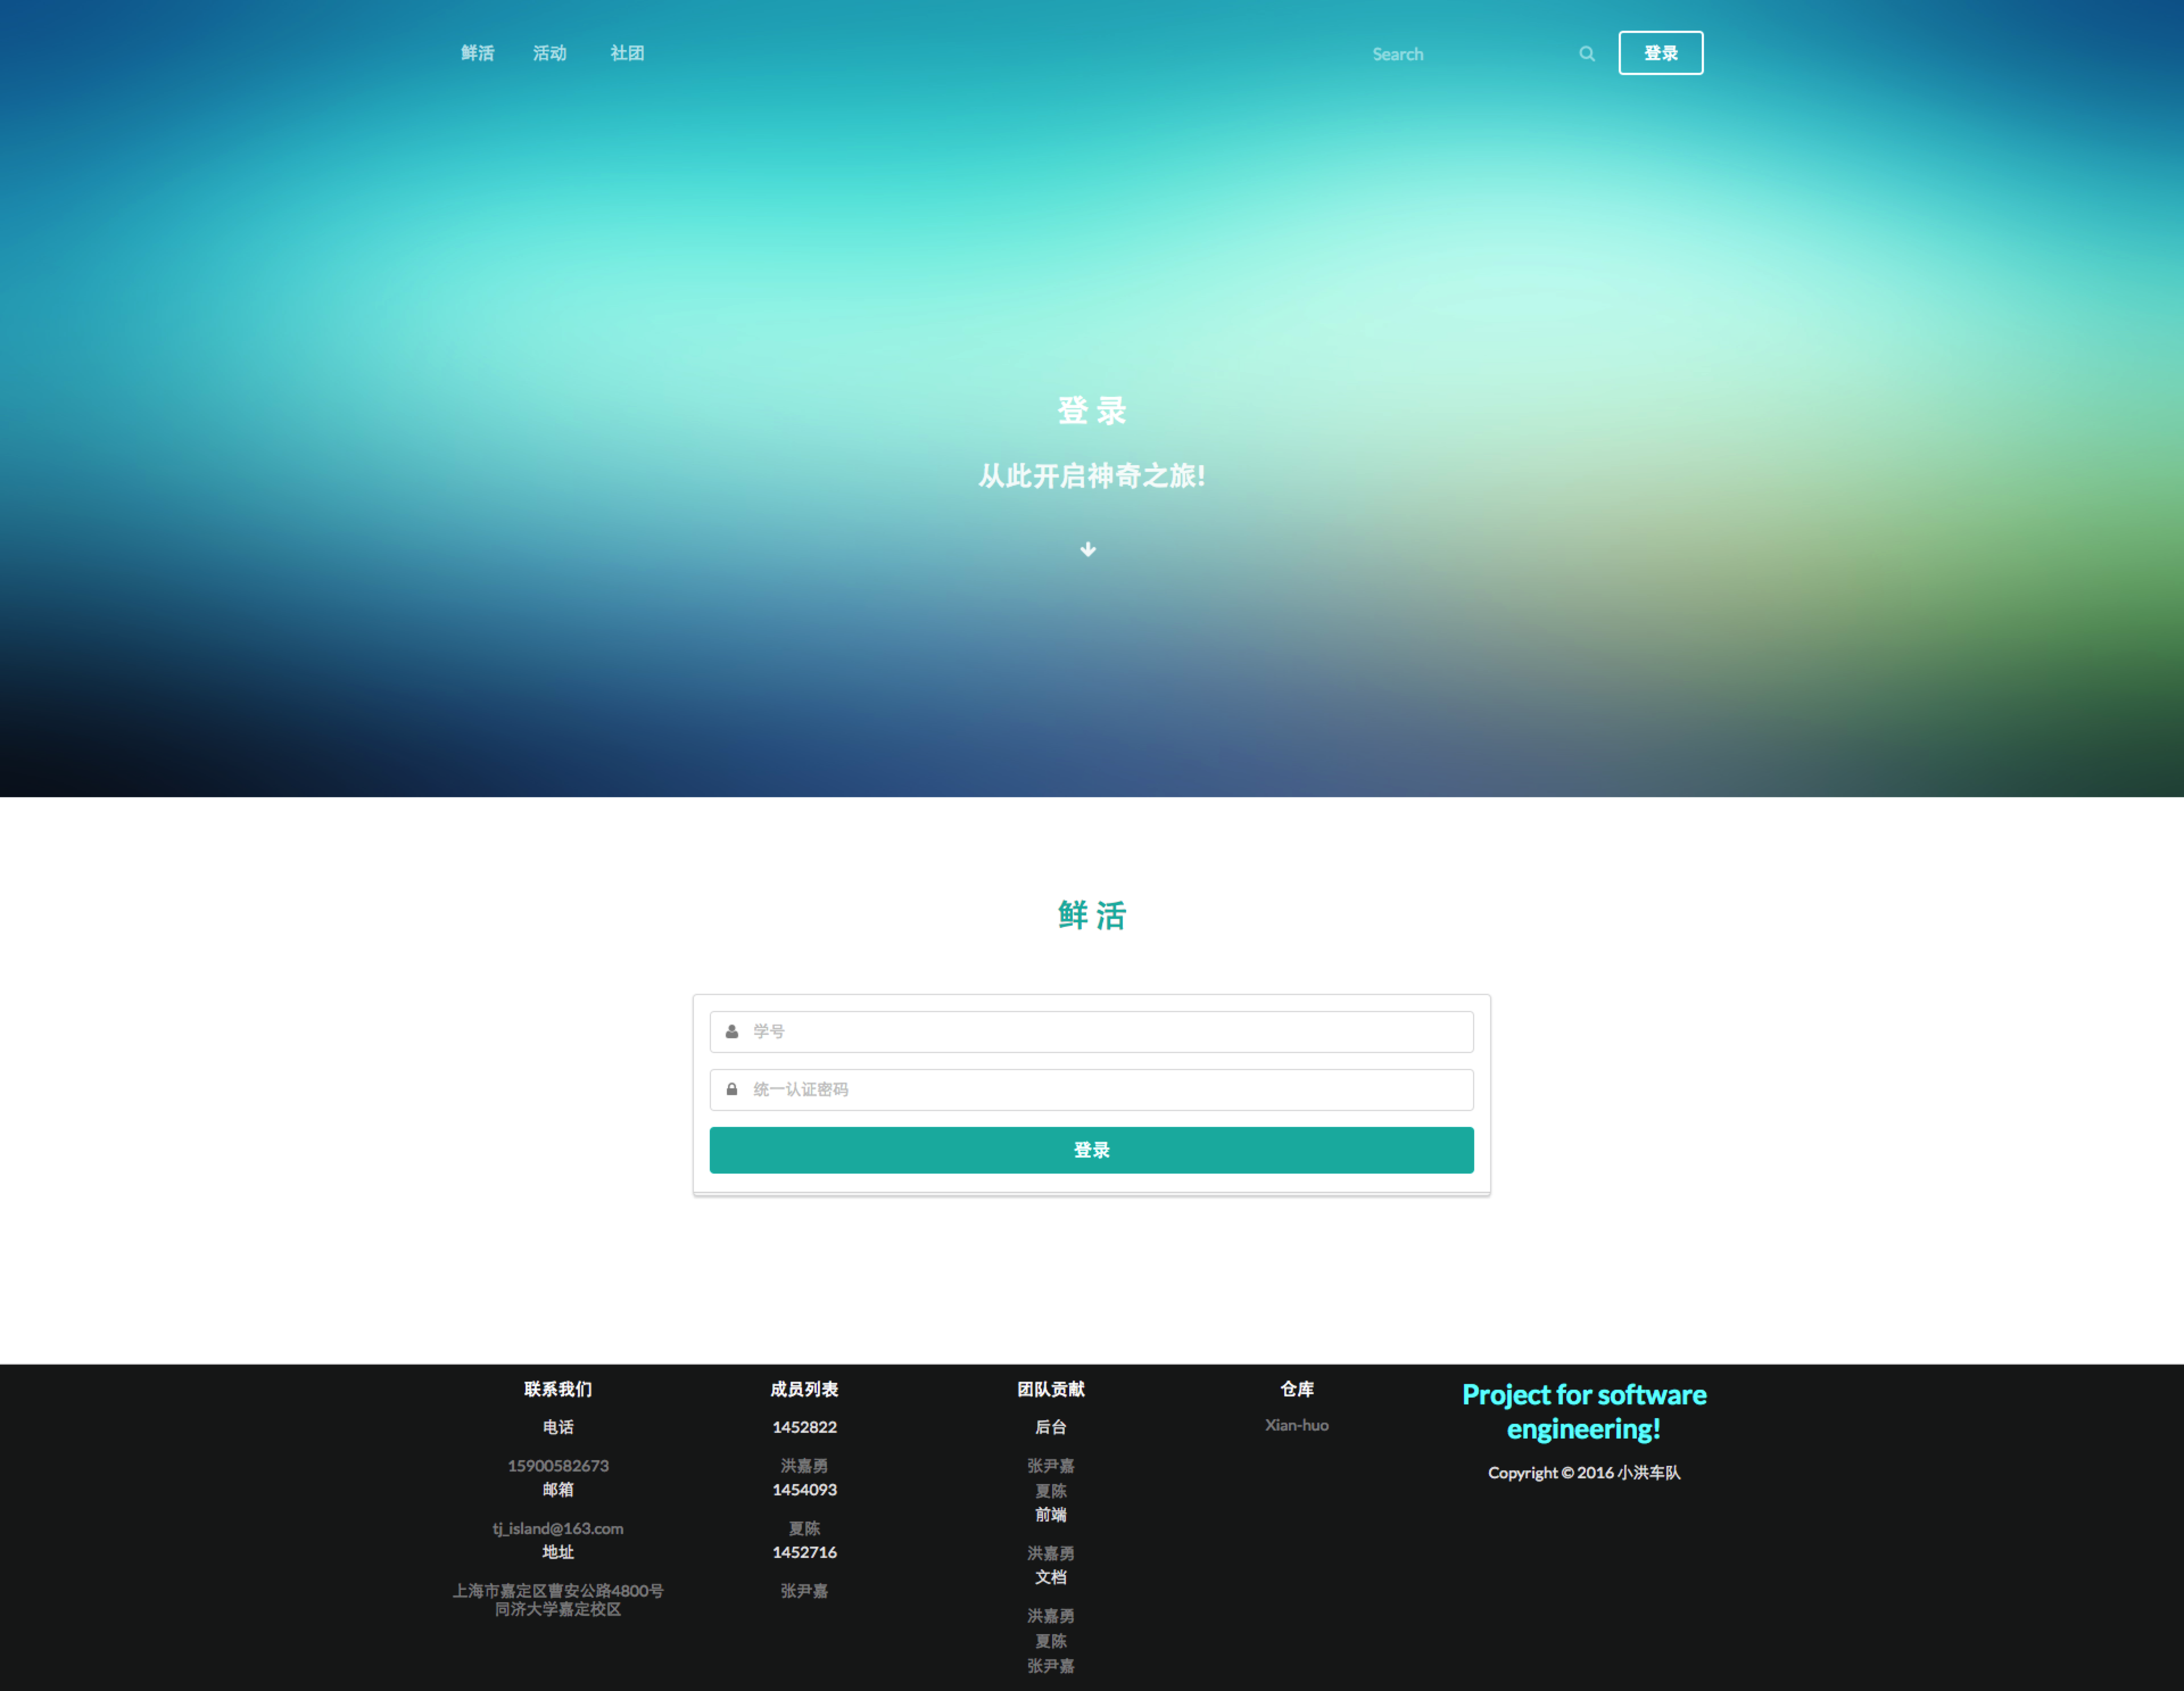 鲜活 活动 社团 Search 登录
登 录
从此开启神奇之旅!
鲜 活
学号
统一认证密码
登录
联系我们
电话
15900582673
邮箱
tj_island@163.com
地址
上海市嘉定区曹安公路4800号
同济大学嘉定校区
成员列表
1452822
洪嘉勇
1454093
夏陈
1452716
张尹嘉
团队贡献
后台
张尹嘉
夏陈
前端
洪嘉勇
文档
洪嘉勇
夏陈
张尹嘉
仓库
Xian-huo
Project for software
engineering!
Copyright © 2016 小洪车队